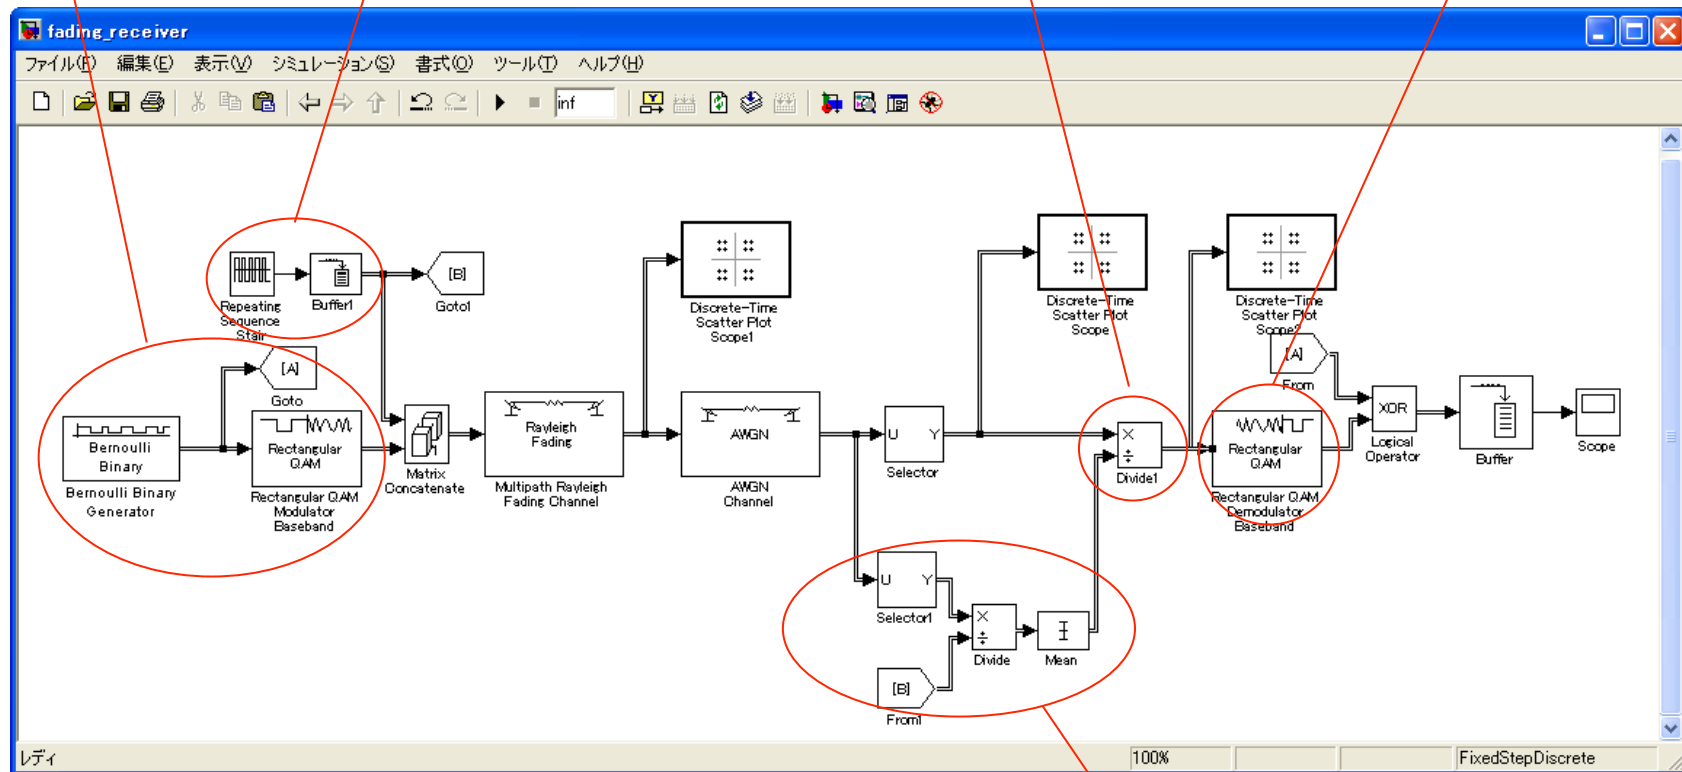 fading_receiver
ファイル(F) 編集(E) 表示(V) シミュレーション(S) 書式(O) ツール(T) ヘルプ(H)
inf
Repeating
Sequence
Stair
Buffer1
[B]
Goto1
Discrete-Time
Scatter Plot
Scope1
Discrete-Time
Scatter Plot
Scope
Discrete-Time
Scatter Plot
Scope2
[A]
Goto
[A]
From
Bernoulli
Binary
Bernoulli Binary
Generator
Rectangular
QAM
Rectangular QAM
Modulator
Baseband
Matrix
Concatenate
Rayleigh
Fading
Multipath Rayleigh
Fading Channel
AWGN
AWGN
Channel
U Y
Selector
×
÷
Divide1
Rectangular
QAM
Rectangular QAM
Demodulator
Baseband
XOR
Logical
Operator
Buffer
Scope
U Y
Selector1
×
÷
Divide
Mean
[B]
From1
レディ
100%
FixedStepDiscrete